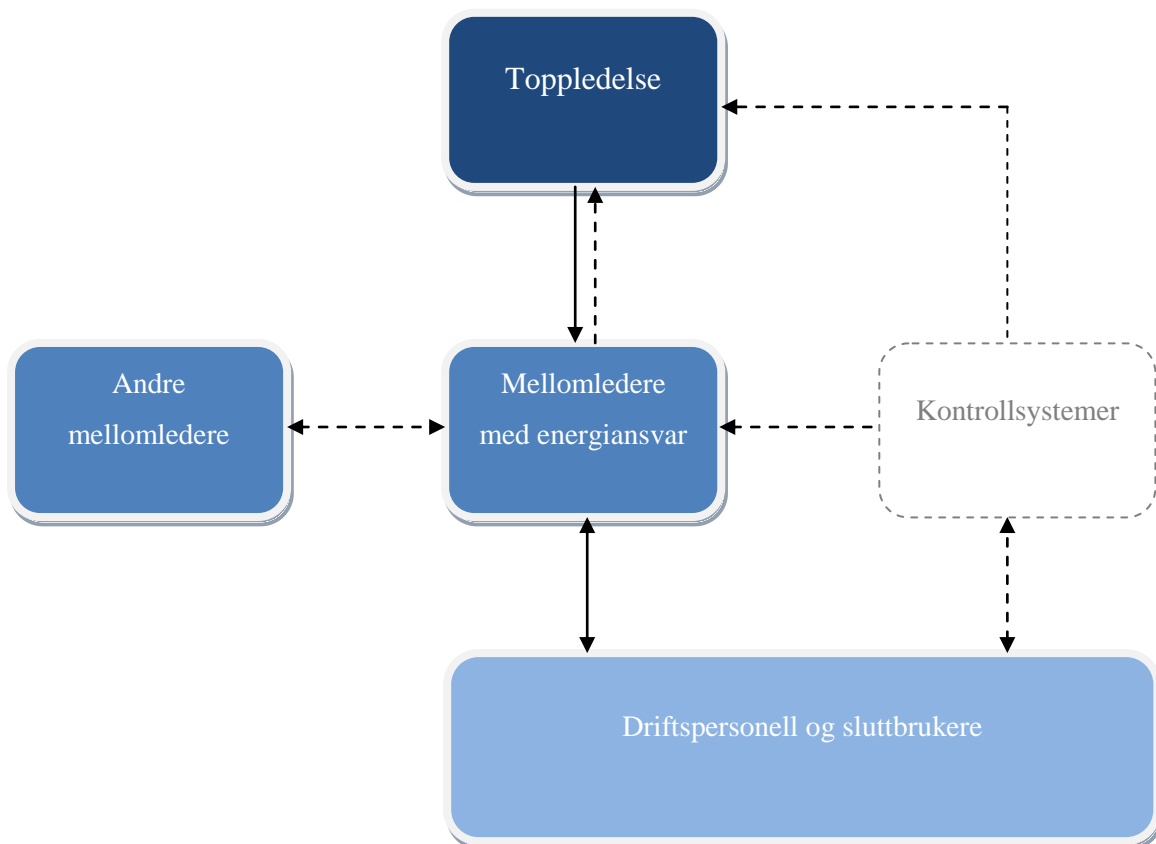 Toppledelse
Andre
mellomledere
Mellomledere
med energiansvar
Kontrollsystemer
Driftspersonell og sluttbrukere